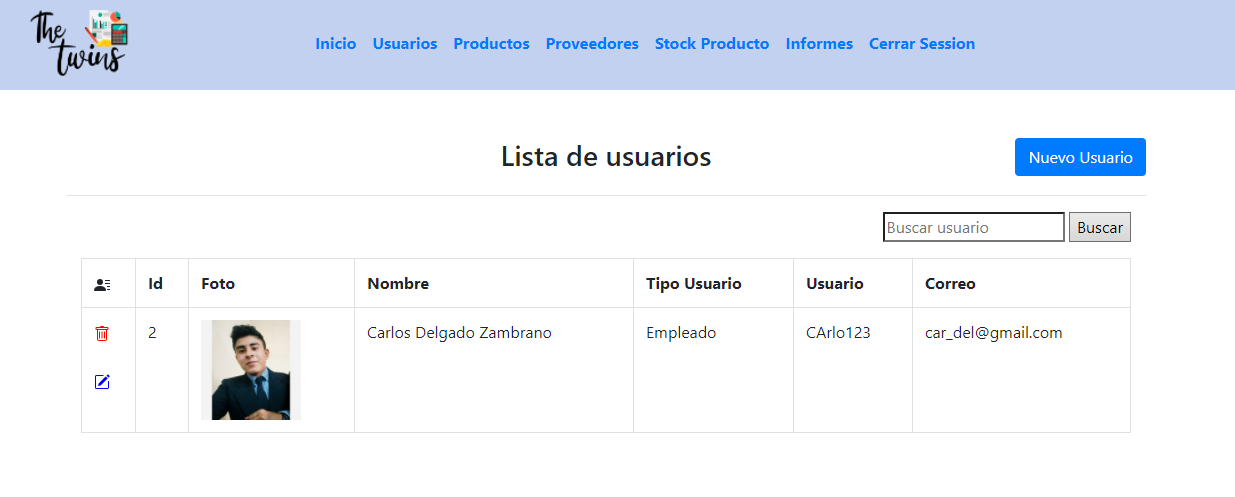 The
twins
Inicio Usuarios Productos Proveedores Stock Producto Informes Cerrar Session
Lista de usuarios
Nuevo Usuario
Buscar usuario Buscar
Id Foto Nombre Tipo Usuario Usuario Correo
2 Carlos Delgado Zambrano Empleado CArlo123 car_del@gmail.com